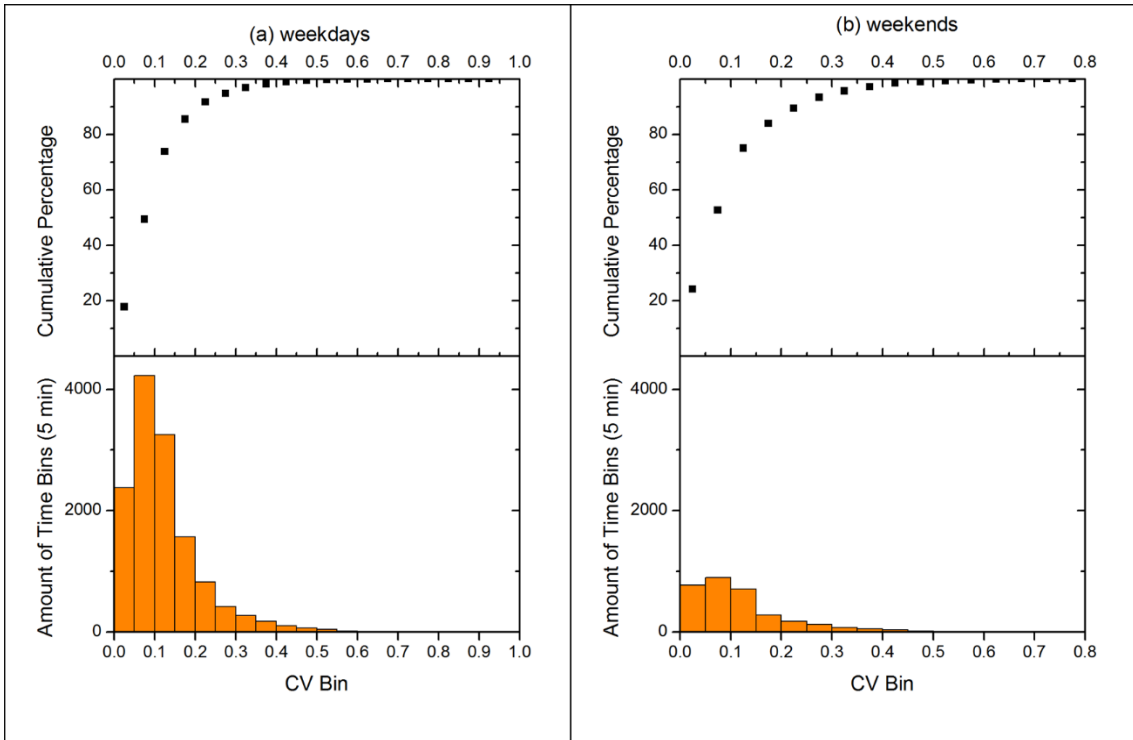 (a) weekdays
0.0 0.1 0.2 0.3 0.4 0.5 0.6 0.7 0.8 0.9 1.0
Cumulative Percentage
80
60
40
20
Amount of Time Bins (5 min)
4000
2000
0
0.0 0.1 0.2 0.3 0.4 0.5 0.6 0.7 0.8 0.9 1.0
CV Bin
(b) weekends
0.0 0.1 0.2 0.3 0.4 0.5 0.6 0.7 0.8
Cumulative Percentage
80
60
40
20
Amount of Time Bins (5 min)
4000
2000
0
0.0 0.1 0.2 0.3 0.4 0.5 0.6 0.7 0.8
CV Bin